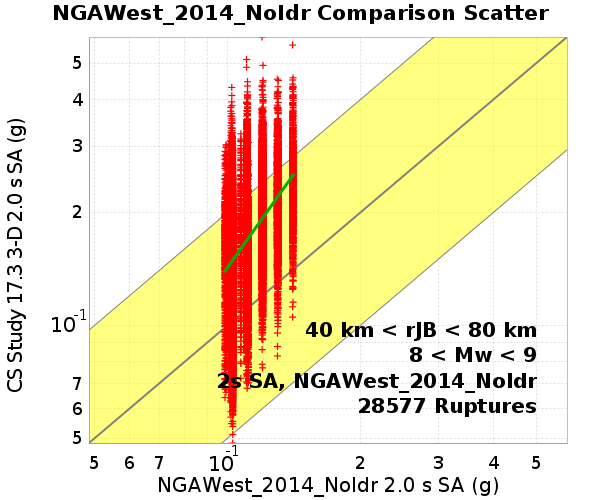 NGAWest_2014_NoIdr Comparison Scatter
CS Study 17.3 3-D 2.0 s SA (g)
5
4
3
2
10⁻¹
7
6
5
40 km < rJB < 80 km
8 < Mw < 9
2s SA, NGAWest_2014_NoIdr
28577 Ruptures
5 6 7 10⁻¹ 2 3 4 5
NGAWest_2014_NoIdr 2.0 s SA (g)